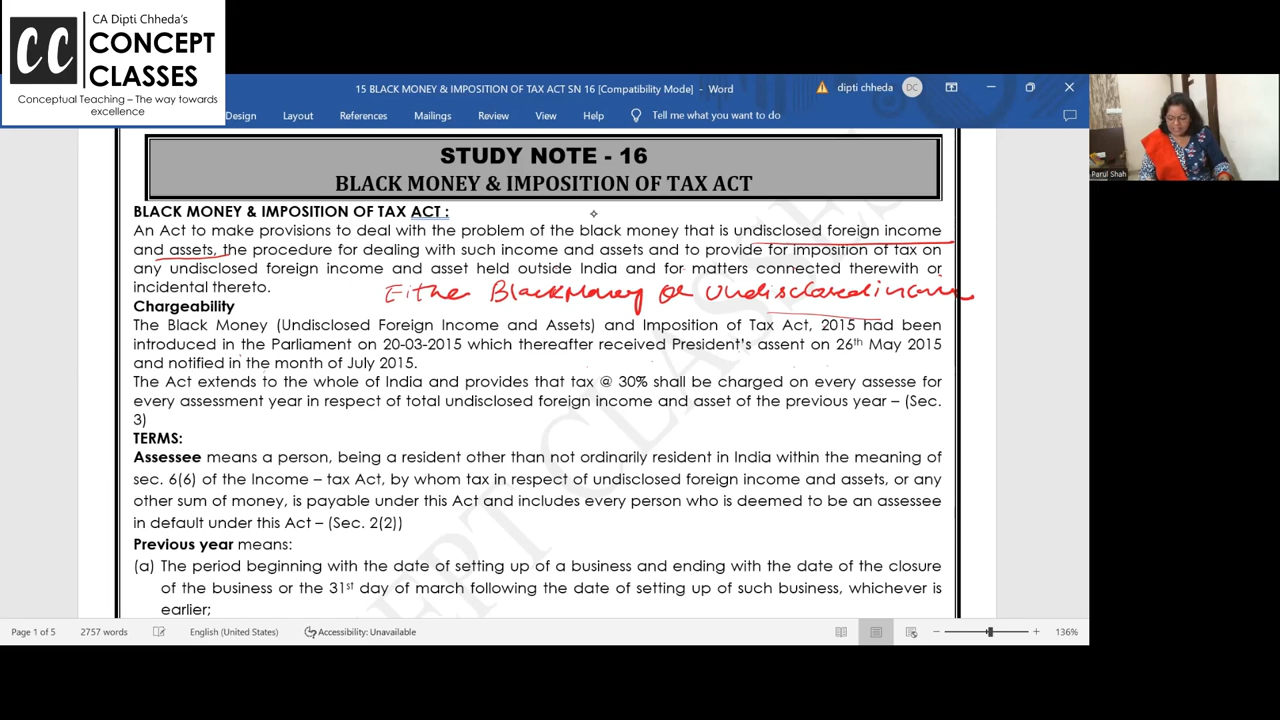 CA Dipti Chheda's
CC CONCEPT
CLASSES
Conceptual Teaching – The way towards
excellence
15 BLACK MONEY & IMPOSITION OF TAX ACT SN 16 [Compatibility Mode] - Word
dipti chheda DC
Design Layout References Mailings Review View Help Tell me what you want to do
Parul Shah
STUDY NOTE - 16
BLACK MONEY & IMPOSITION OF TAX ACT
BLACK MONEY & IMPOSITION OF TAX ACT :
An Act to make provisions to deal with the problem of the black money that is undisclosed foreign income
and assets, the procedure for dealing with such income and assets and to provide for imposition of tax on
any undisclosed foreign income and asset held outside India and for matters connected therewith or
incidental thereto.
Either BlackMoney or Undisclosed income
Chargeability
The Black Money (Undisclosed Foreign Income and Assets) and Imposition of Tax Act, 2015 had been
introduced in the Parliament on 20-03-2015 which thereafter received President's assent on 26th May 2015
and notified in the month of July 2015.
The Act extends to the whole of India and provides that tax @ 30% shall be charged on every assesse for
every assessment year in respect of total undisclosed foreign income and asset of the previous year – (Sec.
3)
TERMS:
Assessee means a person, being a resident other than not ordinarily resident in India within the meaning of
sec. 6(6) of the Income – tax Act, by whom tax in respect of undisclosed foreign income and assets, or any
other sum of money, is payable under this Act and includes every person who is deemed to be an assessee
in default under this Act – (Sec. 2(2))
Previous year means:
(a) The period beginning with the date of setting up of a business and ending with the date of the closure
of the business or the 31st day of march following the date of setting up of such business, whichever is
earlier;
Page 1 of 5 2757 words English (United States) Accessibility: Unavailable 136%